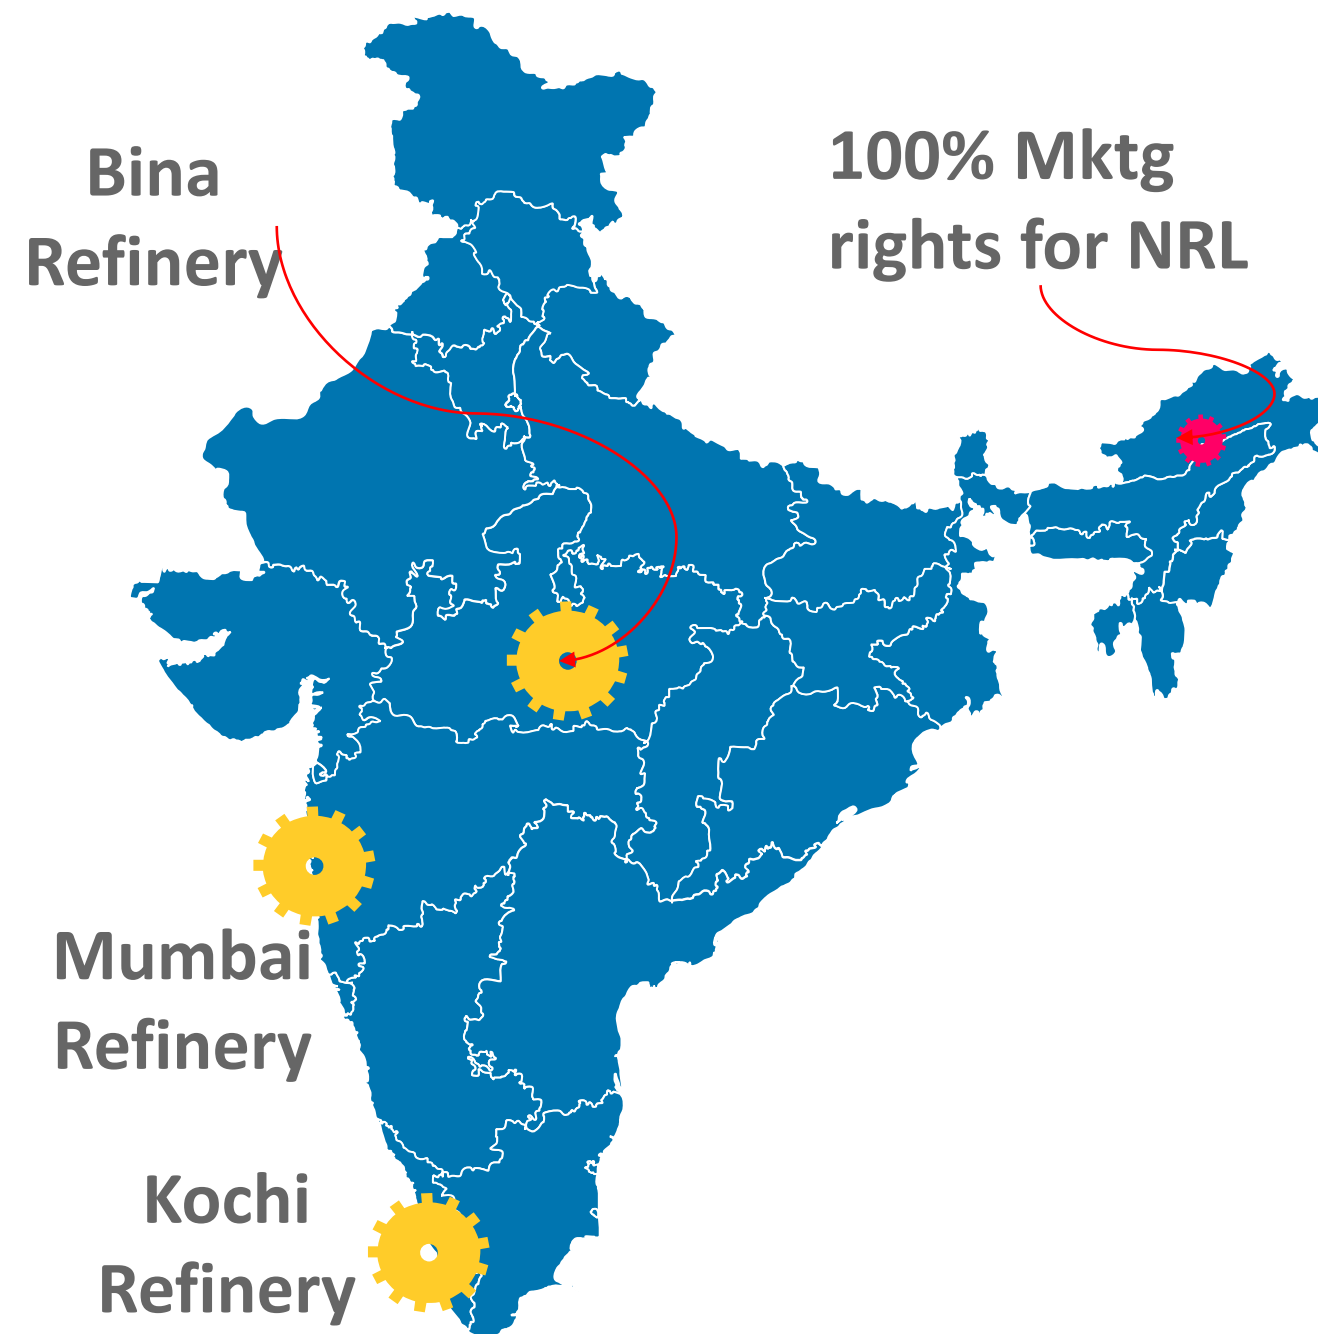 Bina
Refinery
100% Mktg
rights for NRL
Mumbai
Refinery
Kochi
Refinery